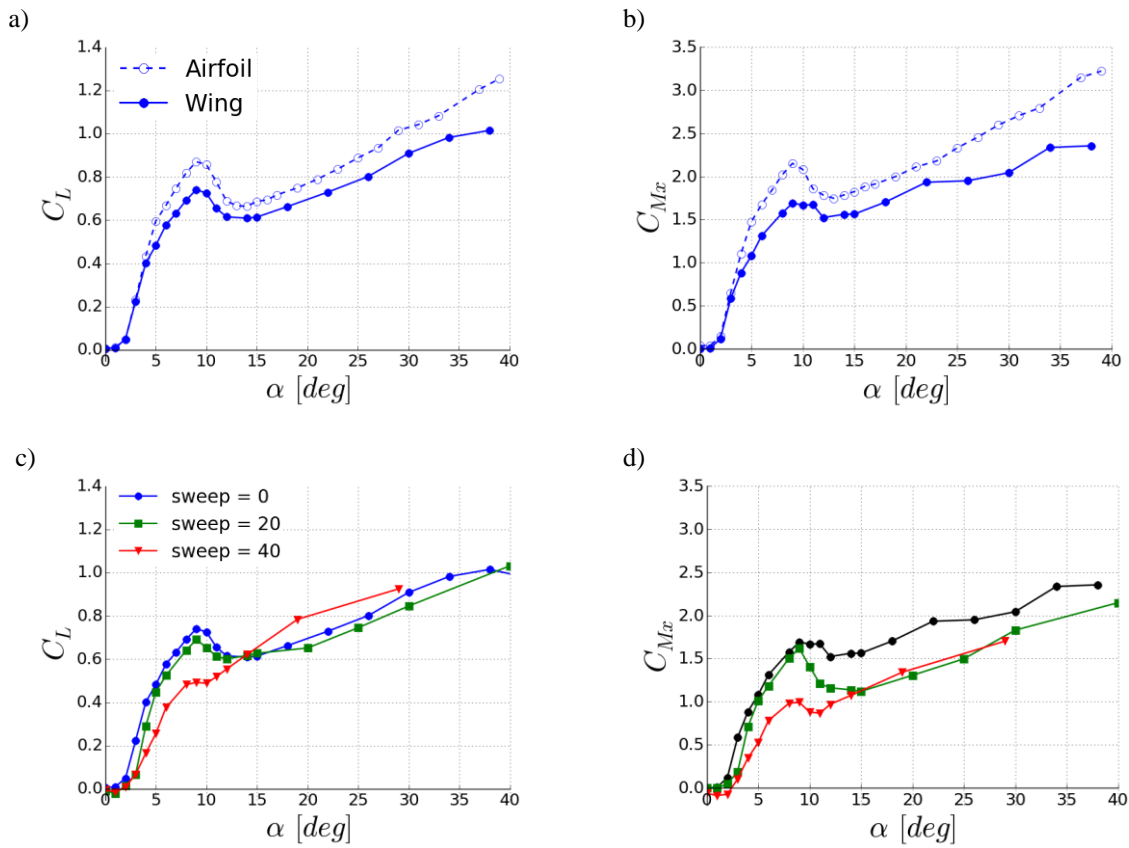 a)
b)
1.4
1.2
1.0
0.8
0.6
0.4
0.2
0.0
C_L
Airfoil
Wing
0 5 10 15 20 25 30 35 40
α [deg]
3.5
3.0
2.5
2.0
1.5
1.0
0.5
0.0
C_Mx
0 5 10 15 20 25 30 35 40
α [deg]
c)
d)
1.4
1.2
1.0
0.8
0.6
0.4
0.2
0.0
C_L
sweep = 0
sweep = 20
sweep = 40
0 5 10 15 20 25 30 35 40
α [deg]
3.5
3.0
2.5
2.0
1.5
1.0
0.5
0.0
C_Mx
0 5 10 15 20 25 30 35 40
α [deg]